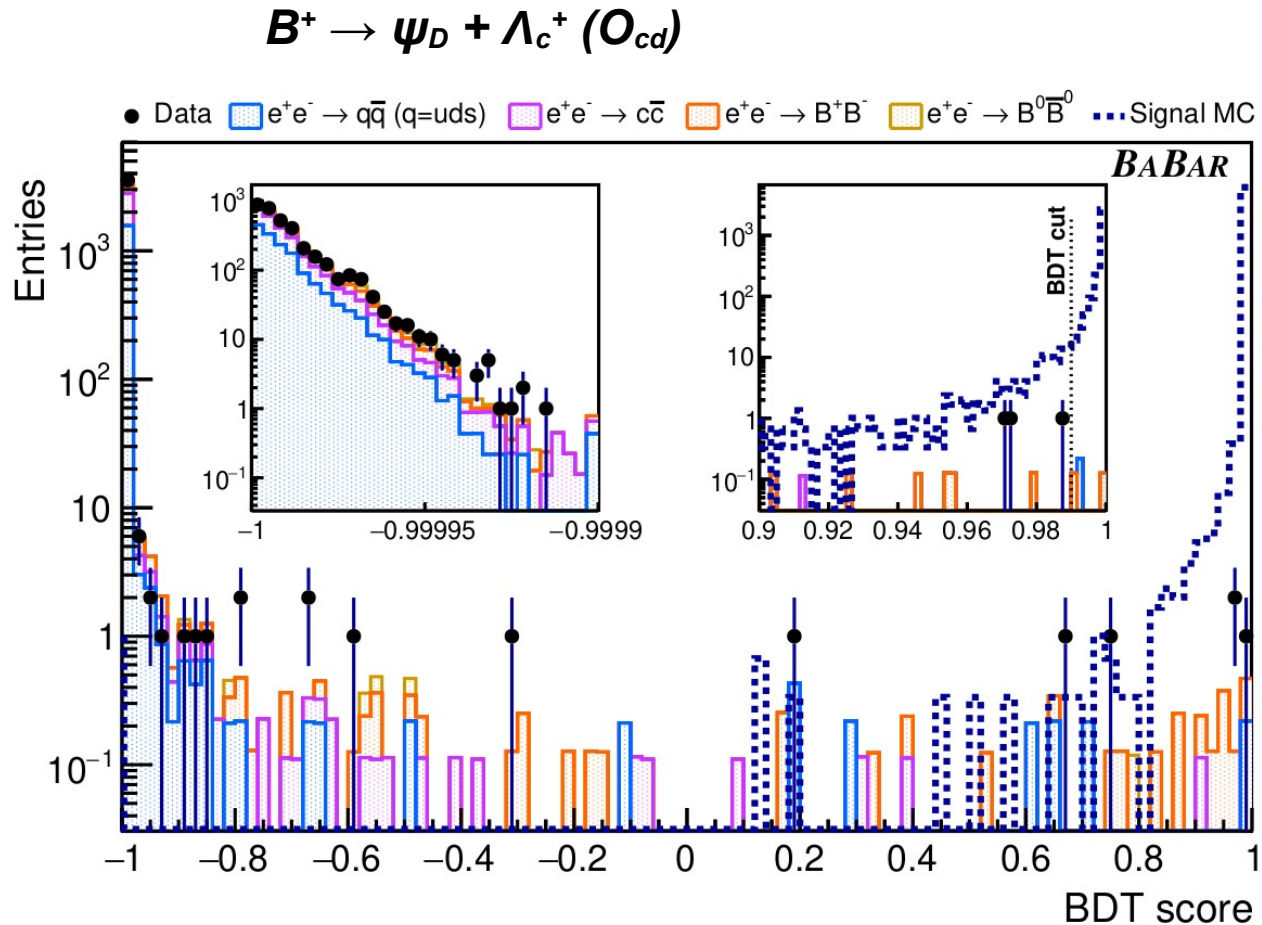 B⁺ → ψ_D + Λ_c⁺ (O_cd)
Data e⁺e⁻ → qq̅ (q=uds) e⁺e⁻ → cc̅ e⁺e⁻ → B⁺B⁻ e⁺e⁻ → B⁰B̅⁰ Signal MC
BABAR
Entries
10³
10²
10
1
10⁻¹
10³
10²
10
1
10⁻¹
−1 −0.99995 −0.9999
BDT cut
10³
10²
10
1
10⁻¹
0.9 0.92 0.94 0.96 0.98 1
−1 −0.8 −0.6 −0.4 −0.2 0 0.2 0.4 0.6 0.8 1
BDT score